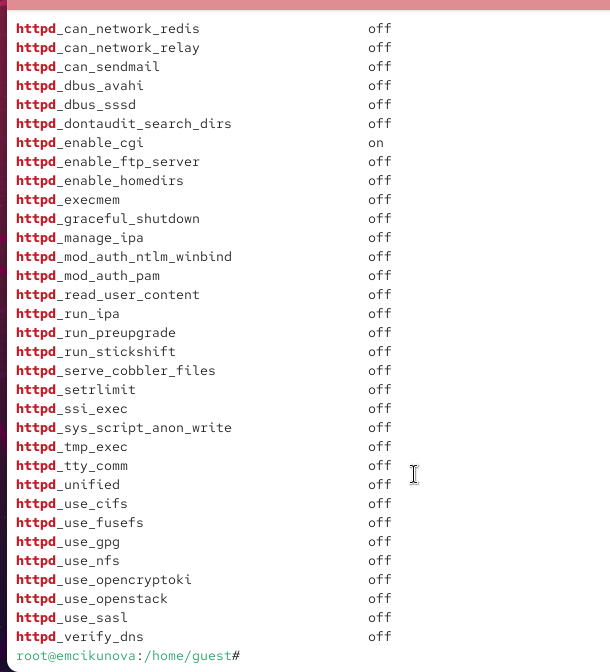 httpd_can_network_redis off
httpd_can_network_relay off
httpd_can_sendmail off
httpd_dbus_avahi off
httpd_dbus_sssd off
httpd_dontaudit_search_dirs off
httpd_enable_cgi on
httpd_enable_ftp_server off
httpd_enable_homedirs off
httpd_execmem off
httpd_graceful_shutdown off
httpd_manage_ipa off
httpd_mod_auth_ntlm_winbind off
httpd_mod_auth_pam off
httpd_read_user_content off
httpd_run_ipa off
httpd_run_preupgrade off
httpd_run_stickshift off
httpd_serve_cobbler_files off
httpd_setrlimit off
httpd_ssi_exec off
httpd_sys_script_anon_write off
httpd_tmp_exec off
httpd_tty_comm off
httpd_unified off
httpd_use_cifs off
httpd_use_fusefs off
httpd_use_gpg off
httpd_use_nfs off
httpd_use_opencryptoki off
httpd_use_openstack off
httpd_use_sasl off
httpd_verify_dns off
root@emcikunova:/home/guest#